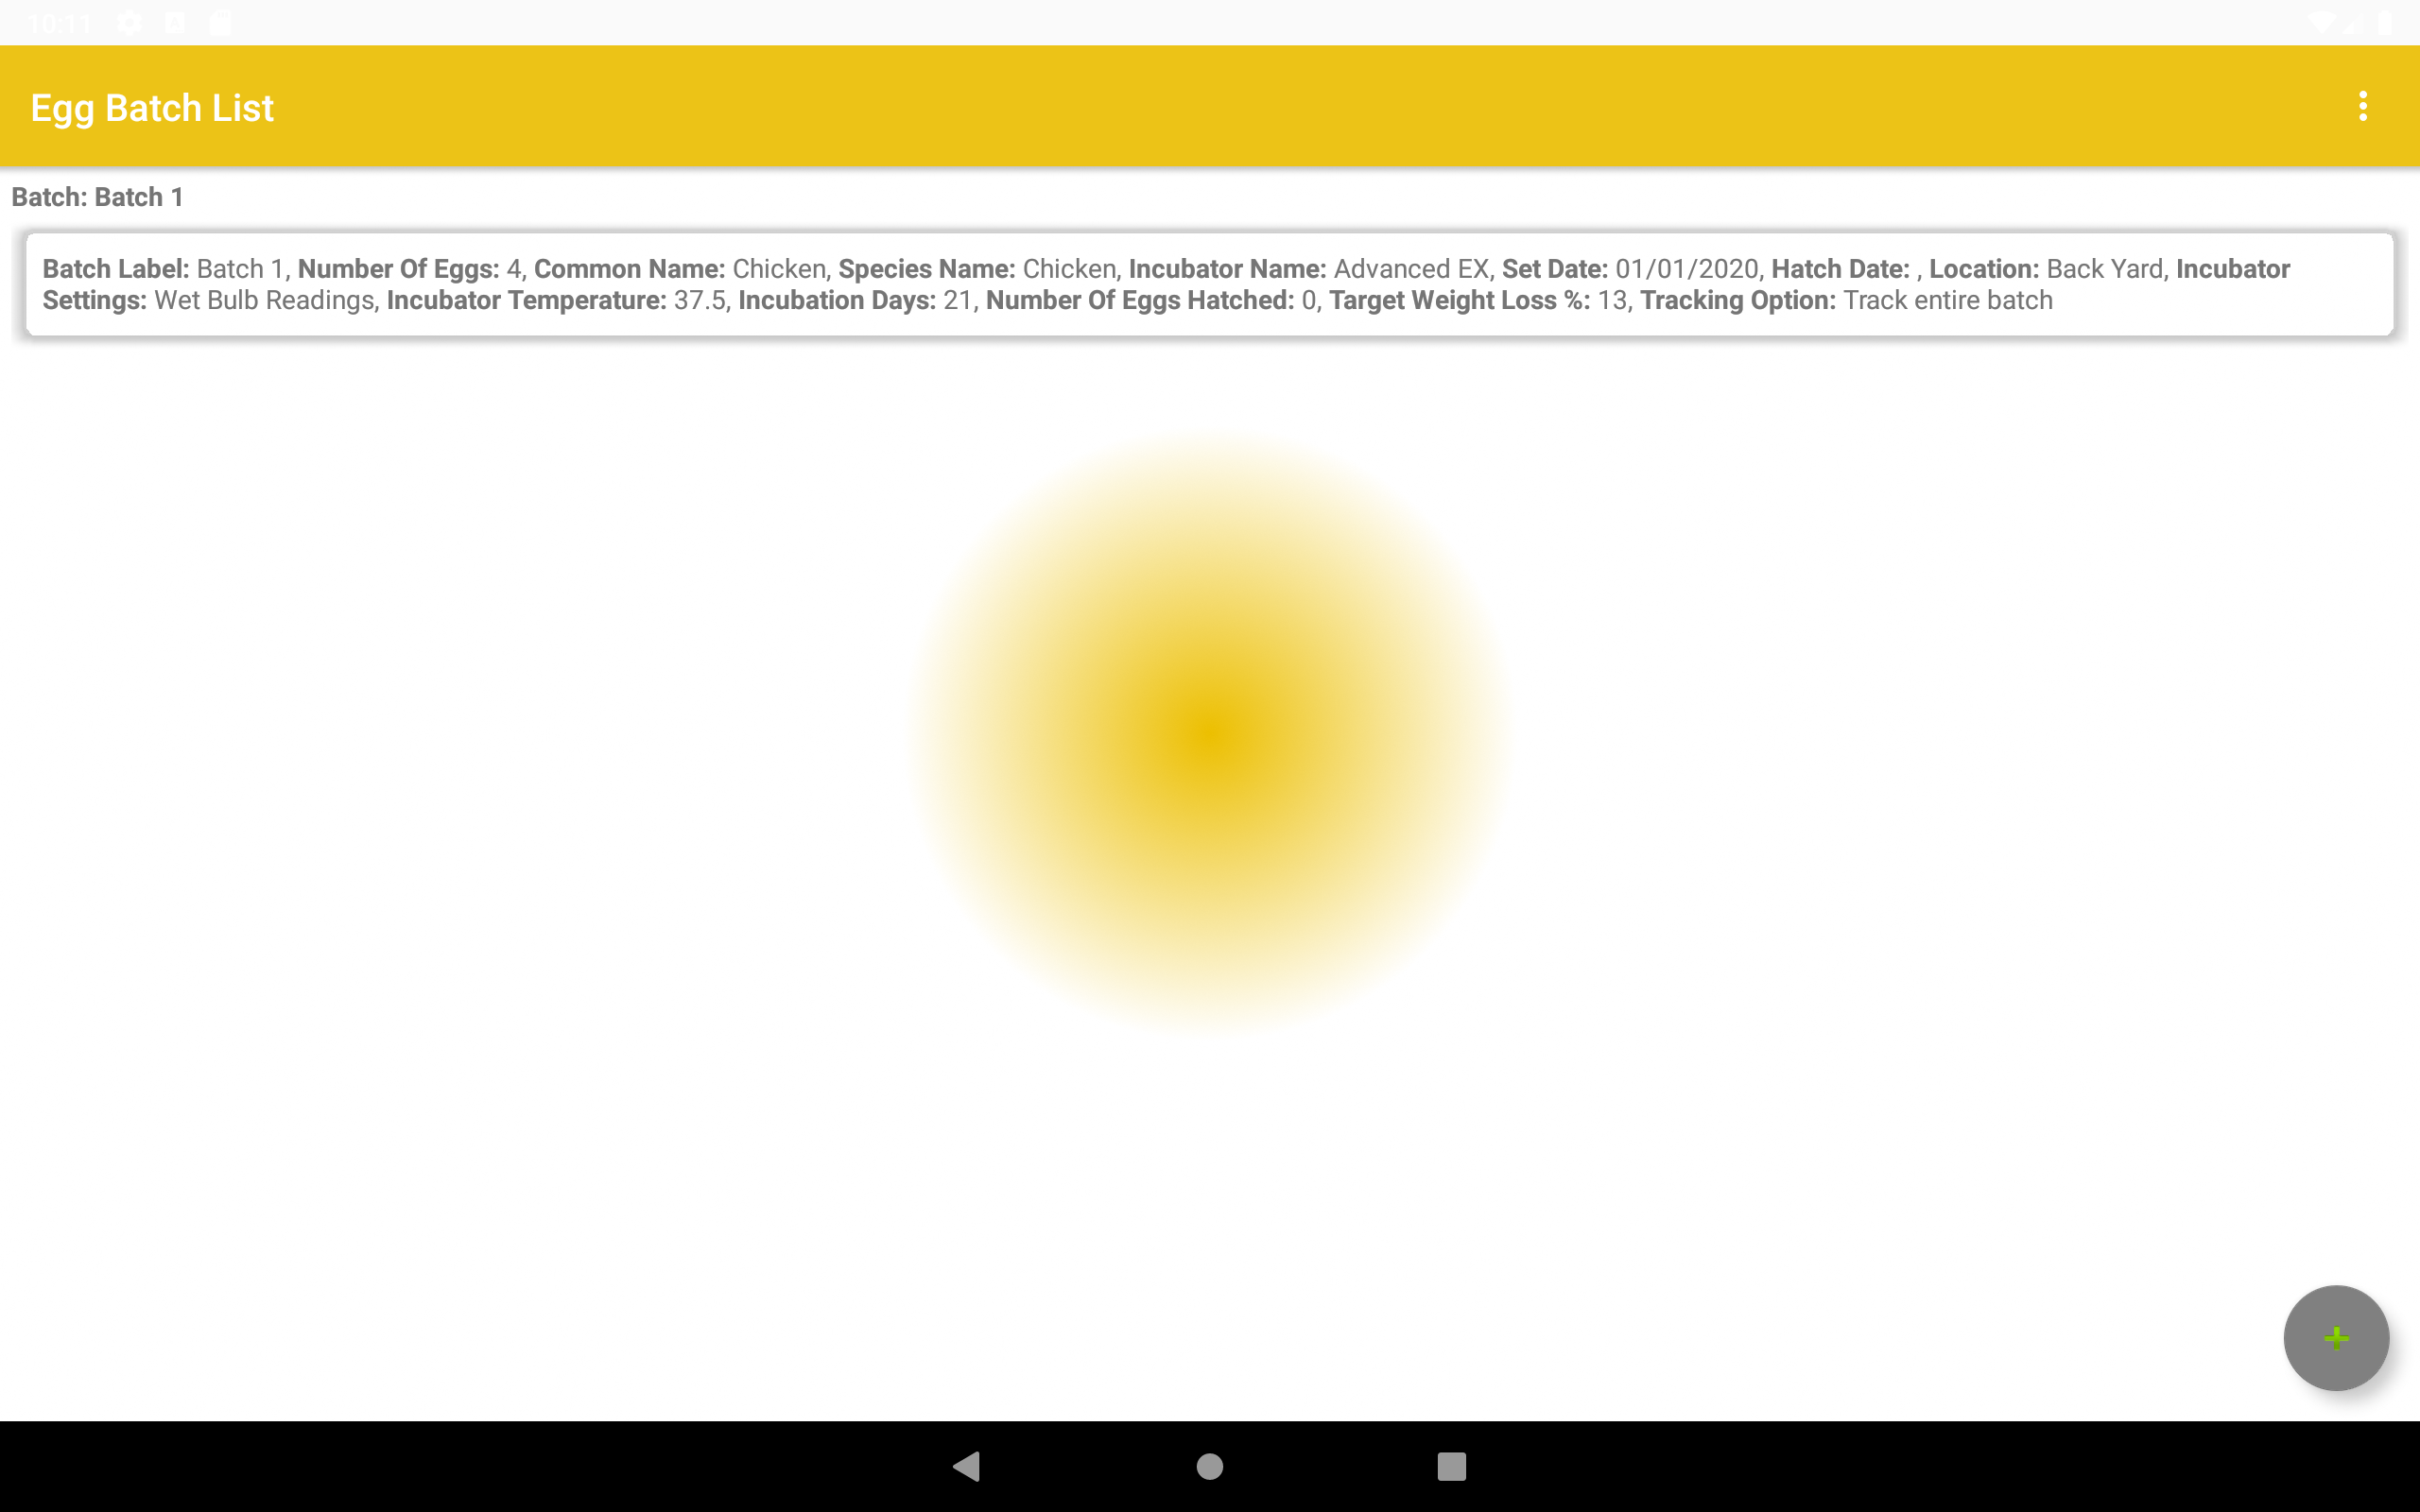 10:11
Egg Batch List
Batch: Batch 1
Batch Label: Batch 1, Number Of Eggs: 4, Common Name: Chicken, Species Name: Chicken, Incubator Name: Advanced EX, Set Date: 01/01/2020, Hatch Date: , Location: Back Yard, Incubator
Settings: Wet Bulb Readings, Incubator Temperature: 37.5, Incubation Days: 21, Number Of Eggs Hatched: 0, Target Weight Loss %: 13, Tracking Option: Track entire batch